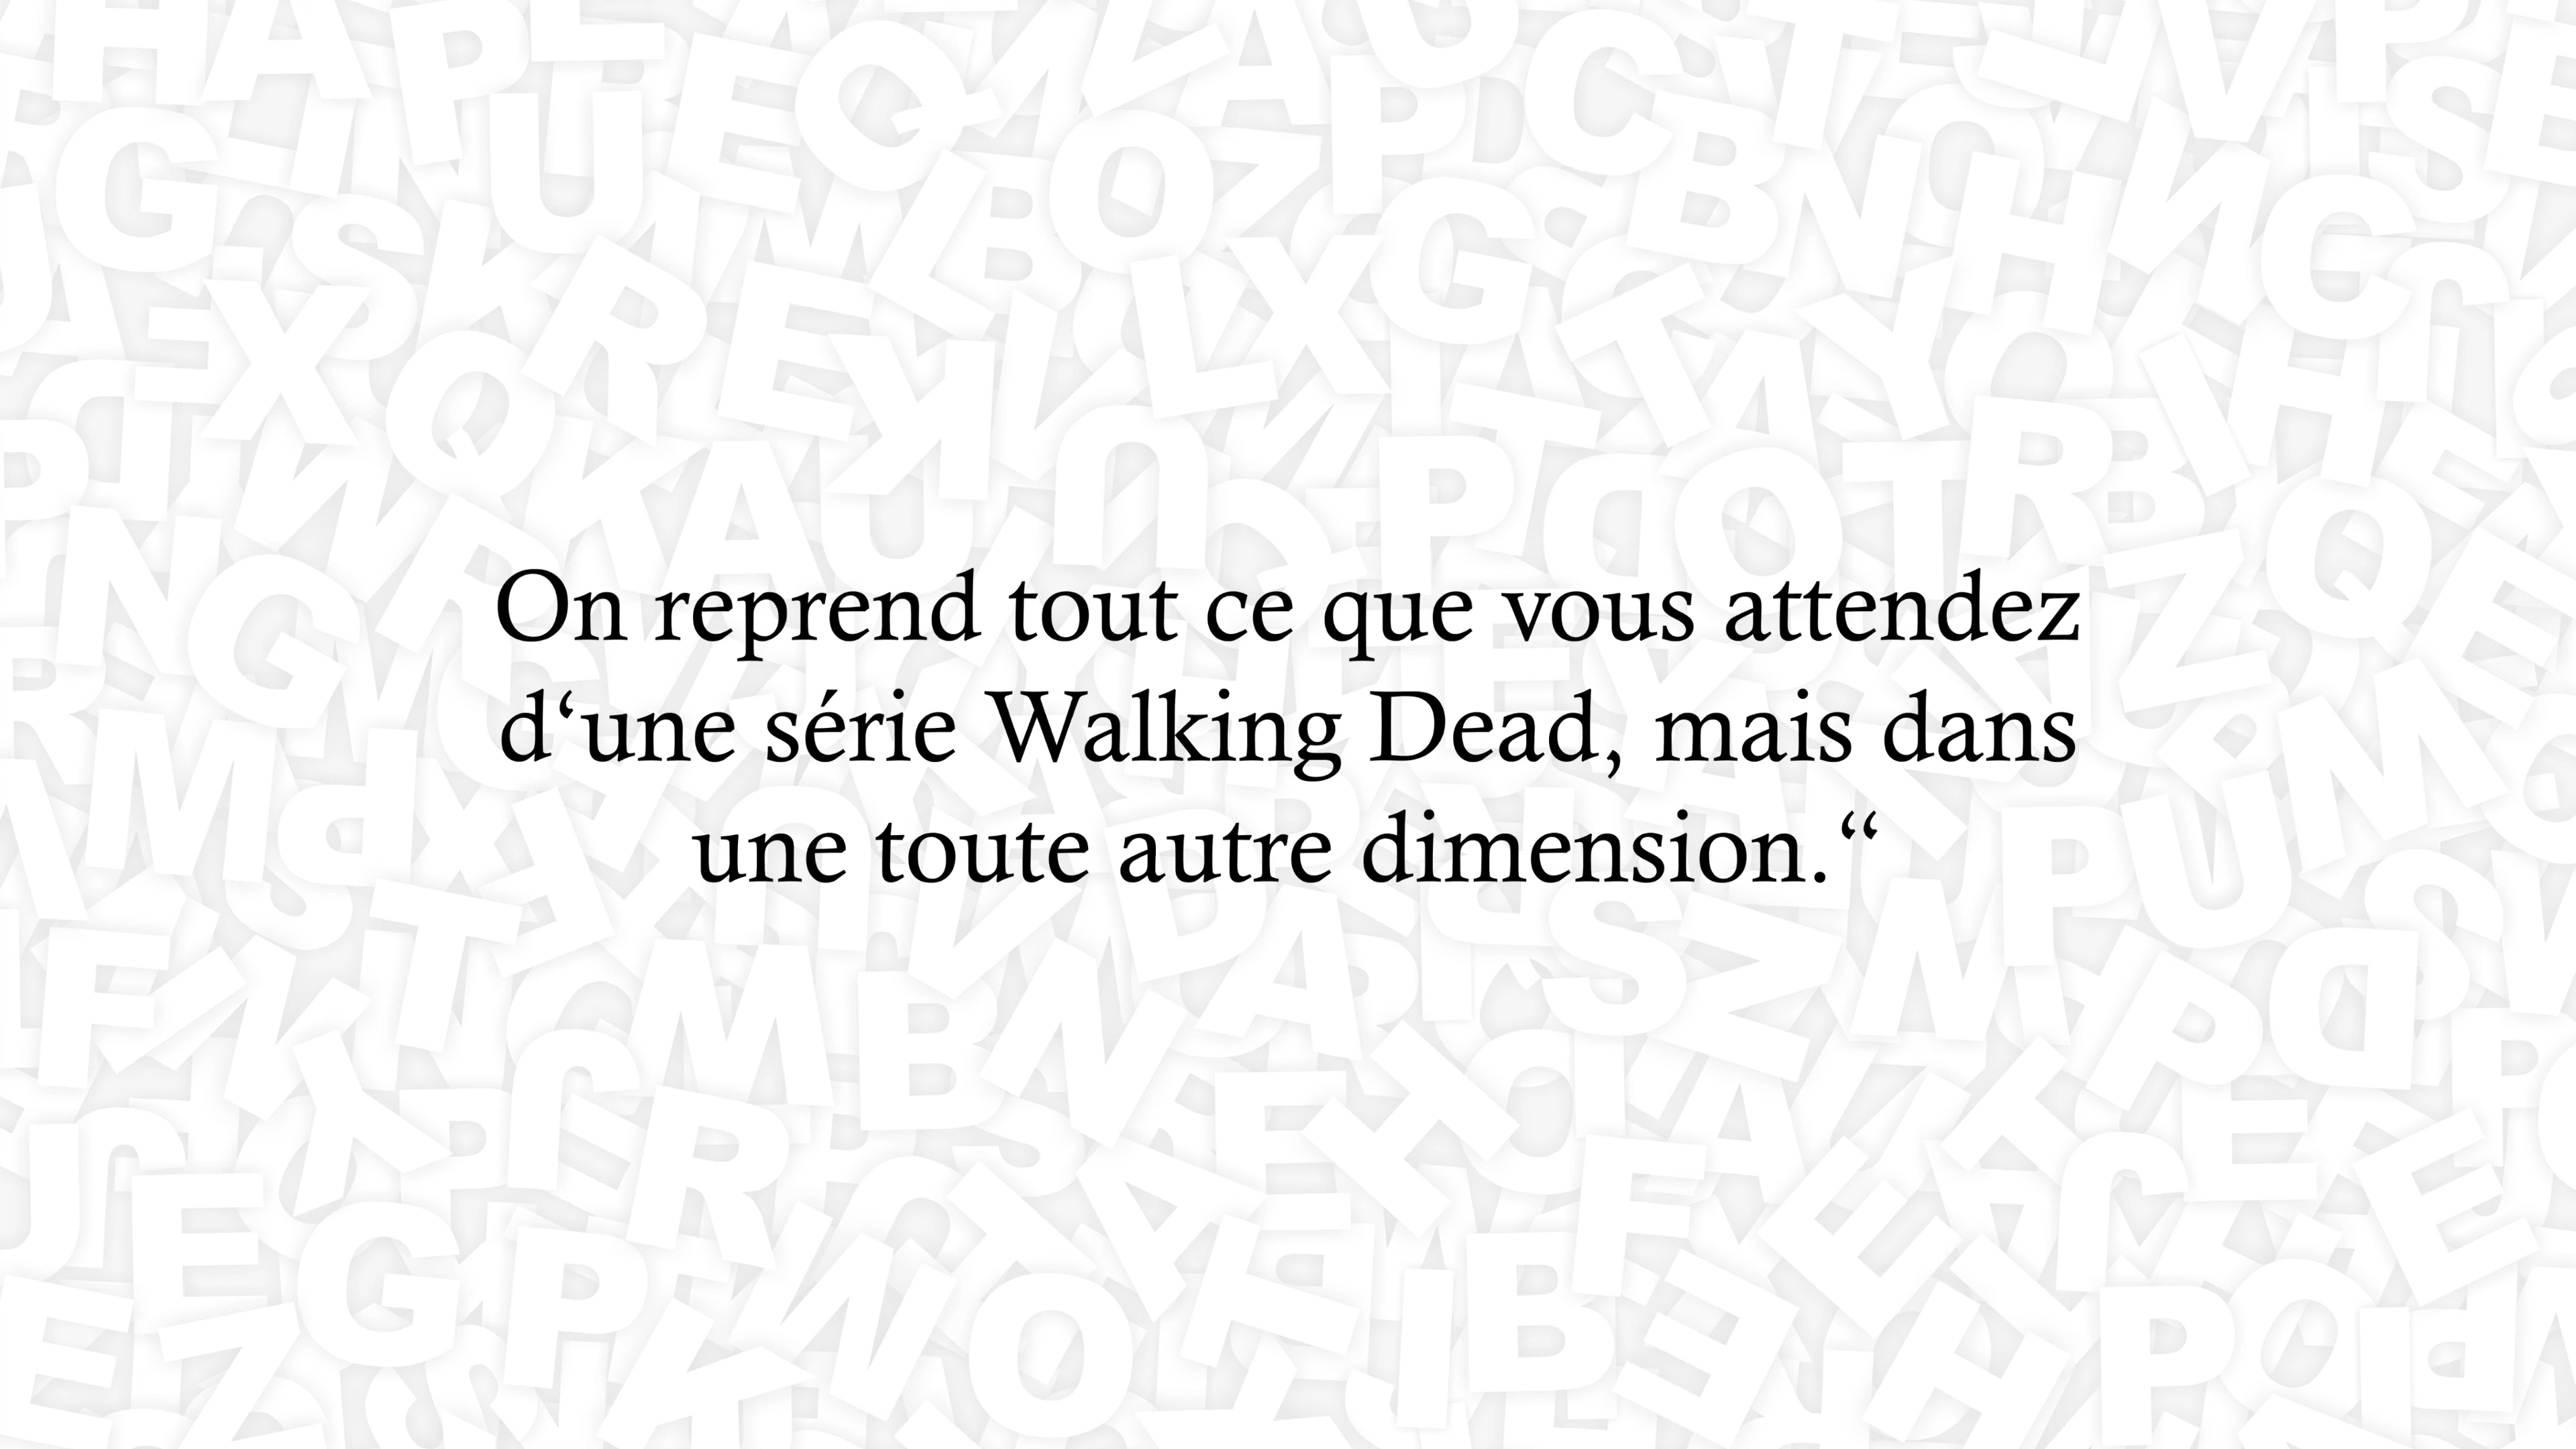 On reprend tout ce que vous attendez
d‘une série Walking Dead, mais dans
une toute autre dimension.“